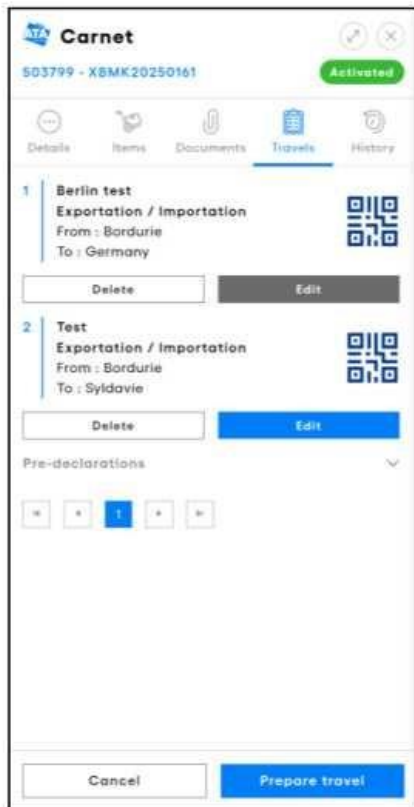 ATA Carnet
503799 - XBMK20250161 Activated
Details Items Documents Travels History
1 Berlin test
Exportation / Importation
From : Bordurie
To : Germany
Delete Edit
2 Test
Exportation / Importation
From : Bordurie
To : Syldavie
Delete Edit
Pre-declarations
1
Cancel Prepare travel